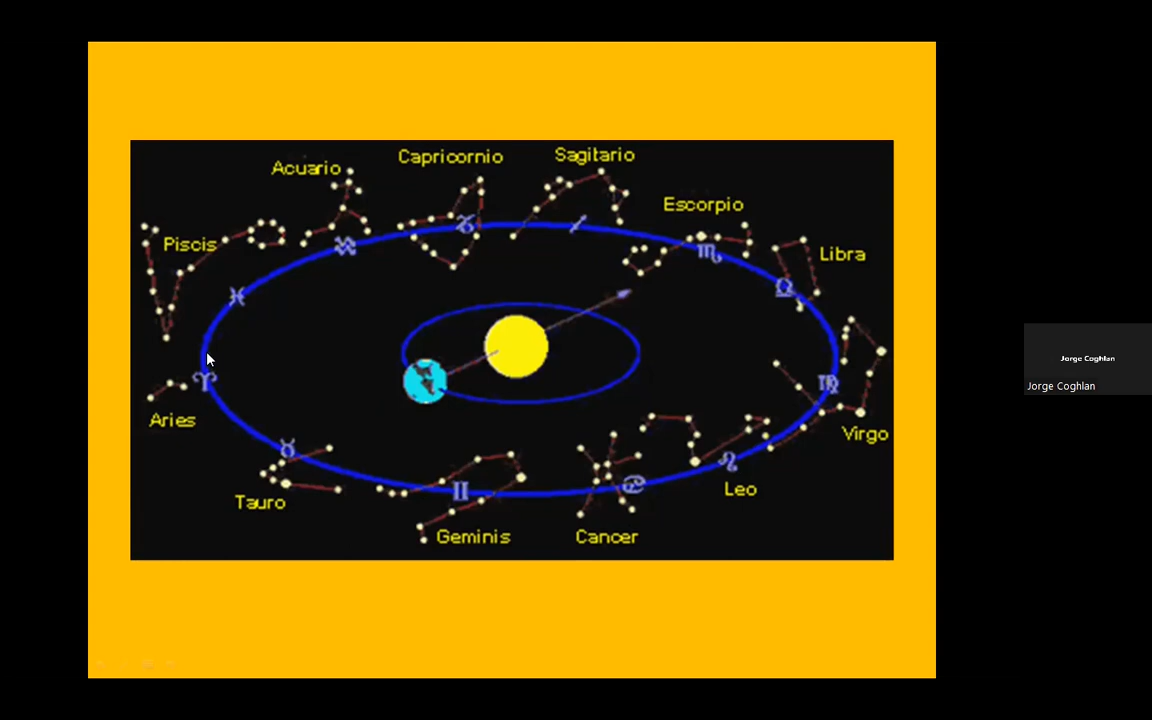 Capricornio
Sagitario
Acuario
Escorpio
Piscis
Libra
Aries
Virgo
Tauro
Leo
Geminis
Cancer
Jorge Coghlan
Jorge Coghlan